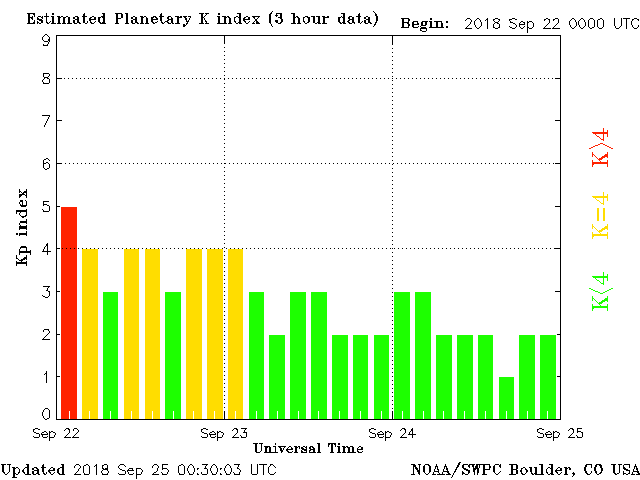 Estimated Planetary K index (3 hour data) Begin: 2018 Sep 22 0000 UTC
9
8
7
6
5
4
3
2
1
0
Kp index
K>4
K=4
K<4
Sep 22 Sep 23 Sep 24 Sep 25
Universal Time
Updated 2018 Sep 25 00:30:03 UTC NOAA/SWPC Boulder, CO USA